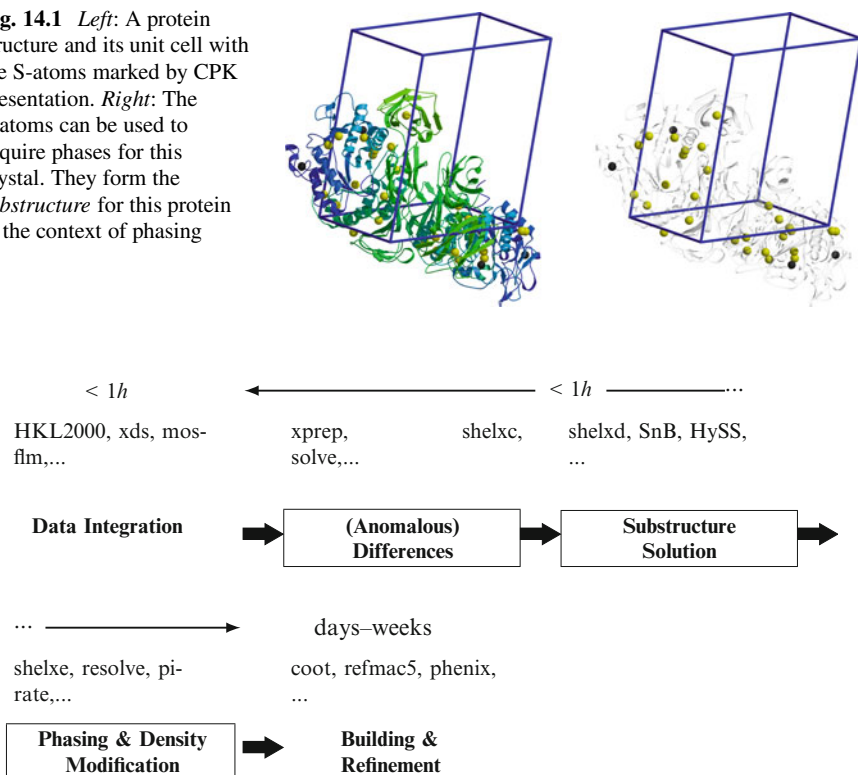 g. 14.1 Left: A protein
ructure and its unit cell with
e S-atoms marked by CPK
esentation. Right: The
atoms can be used to
quire phases for this
ystal. They form the
bstructure for this protein
the context of phasing
< 1h < 1h ...
HKL2000, xds, mos- xprep, shelxc, shelxd, SnB, HySS,
flm,... solve,... ...
Data Integration (Anomalous) Substructure
Differences Solution
... days–weeks
shelxe, resolve, pi- coot, refmac5, phenix,
rate,... ...
Phasing & Density Building &
Modification Refinement